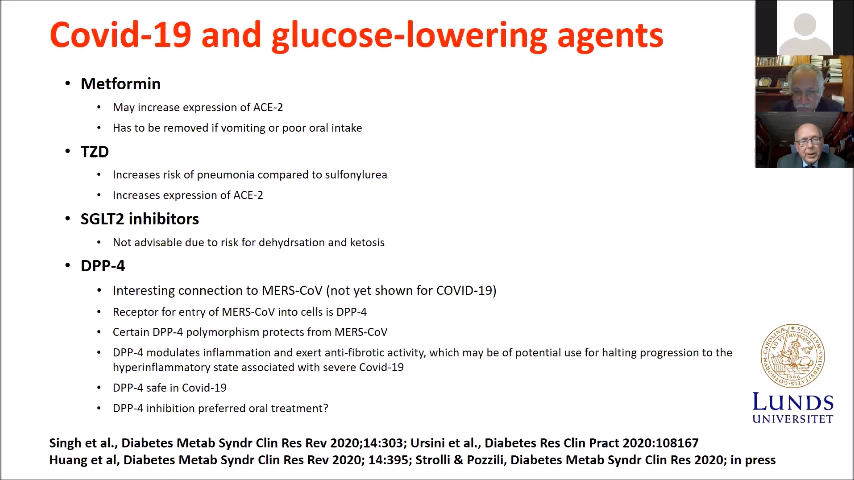 Covid-19 and glucose-lowering agents
• Metformin
• May increase expression of ACE-2
• Has to be removed if vomiting or poor oral intake
• TZD
• Increases risk of pneumonia compared to sulfonylurea
• Increases expression of ACE-2
• SGLT2 inhibitors
• Not advisable due to risk for dehydrsation and ketosis
• DPP-4
• Interesting connection to MERS-CoV (not yet shown for COVID-19)
• Receptor for entry of MERS-CoV into cells is DPP-4
• Certain DPP-4 polymorphism protects from MERS-CoV
• DPP-4 modulates inflammation and exert anti-fibrotic activity, which may be of potential use for halting progression to the
hyperinflammatory state associated with severe Covid-19
• DPP-4 safe in Covid-19
• DPP-4 inhibition preferred oral treatment?
LUNDS
UNIVERSITET
Singh et al., Diabetes Metab Syndr Clin Res Rev 2020;14:303; Ursini et al., Diabetes Res Clin Pract 2020:108167
Huang et al, Diabetes Metab Syndr Clin Res Rev 2020; 14:395; Strolli & Pozzili, Diabetes Metab Syndr Clin Res 2020; in press